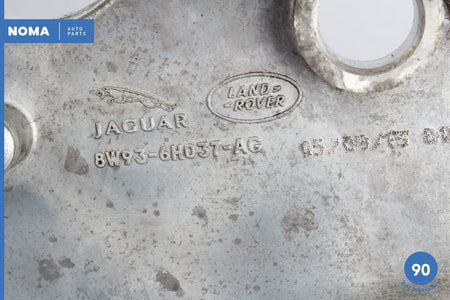 NOMA AUTO PARTS
LAND-
-ROVER
JAGUAR
8W93-6H037-AG
90